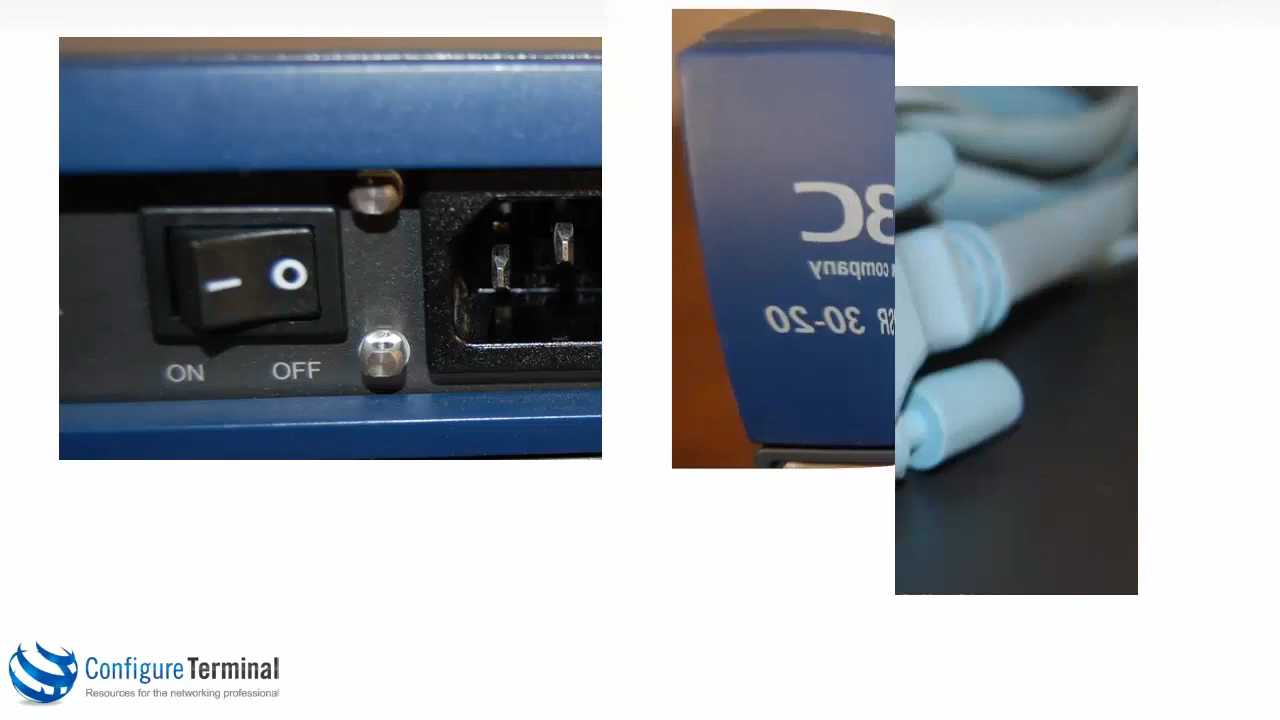 ON OFF
3C
company
SR 30-20
Configure Terminal
Resources for the networking professional